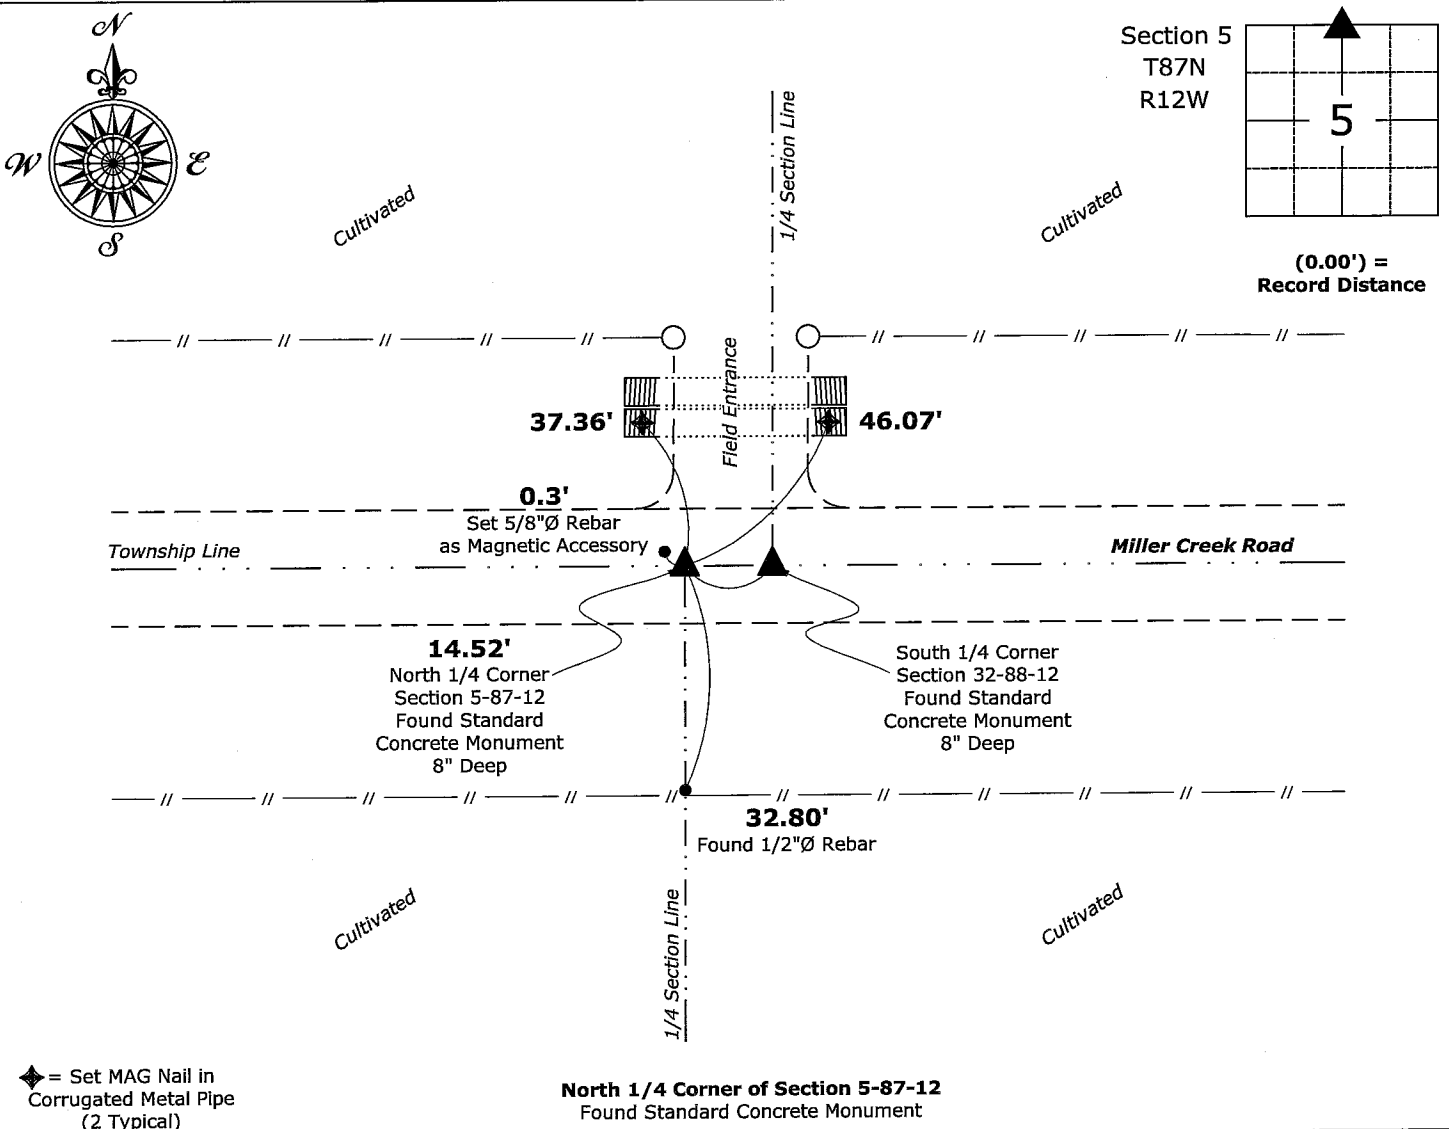 N
W
E
S
Section 5
T87N
R12W
5
(0.00') =
Record Distance
1/4 Section Line
Cultivated
Cultivated
Field Entrance
37.36'
46.07'
0.3'
Set 5/8"Ø Rebar
as Magnetic Accessory
Township Line
Miller Creek Road
14.52'
North 1/4 Corner
Section 5-87-12
Found Standard
Concrete Monument
8" Deep
South 1/4 Corner
Section 32-88-12
Found Standard
Concrete Monument
8" Deep
32.80'
Found 1/2"Ø Rebar
Cultivated
Cultivated
1/4 Section Line
= Set MAG Nail in
Corrugated Metal Pipe
(2 Typical)
North 1/4 Corner of Section 5-87-12
Found Standard Concrete Monument